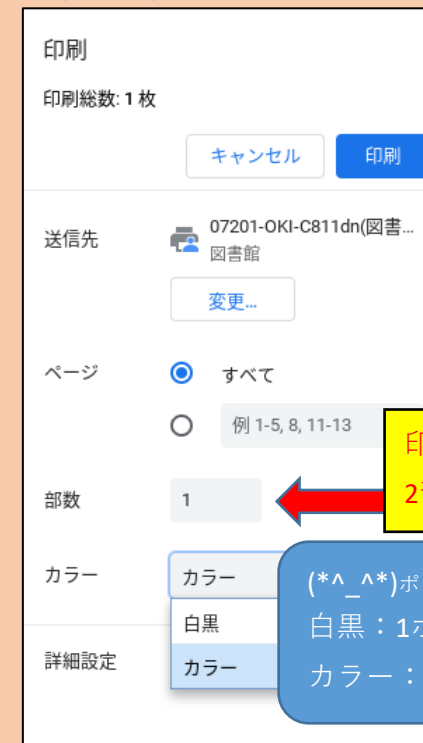 印刷
印刷総数: 1 枚
キャンセル
印刷
送信先
07201-OKI-C811dn(図書...
図書館
変更...
ページ
すべて
例 1-5, 8, 11-13
部数
1
2
カラー
カラー
白黒
カラー
詳細設定
(*^_^*)ポ
白黒：1ポ
カラー：